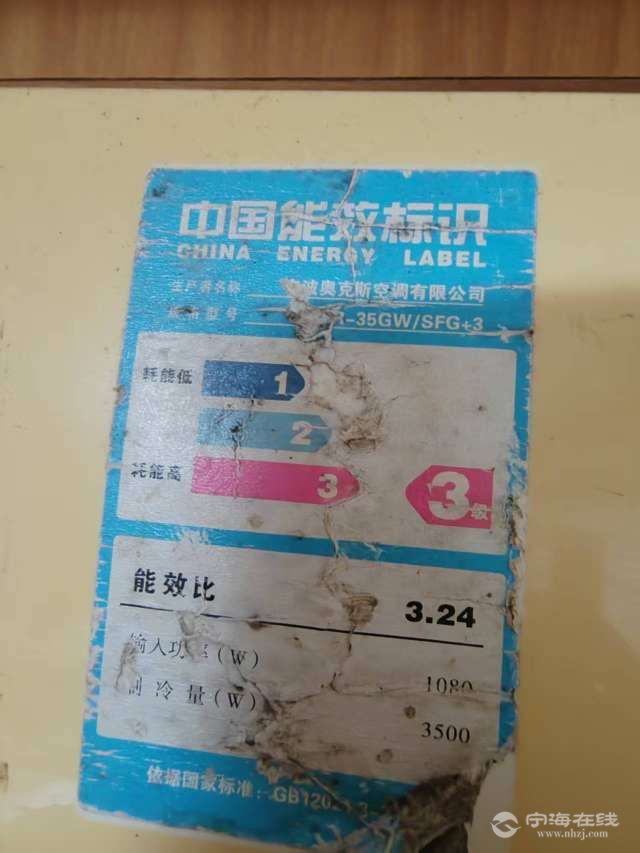 中国能效标识
CHINA ENERGY LABEL
生产者名称 波奥克斯空调有限公司
规格型号 R-35GW/SFG+3
耗能低 1
2
耗能高 3
3级
能效比 3.24
输入功率(W) 1080
制冷量(W) 3500
依据国家标准:GB1202
宁海在线
www.nhzj.com